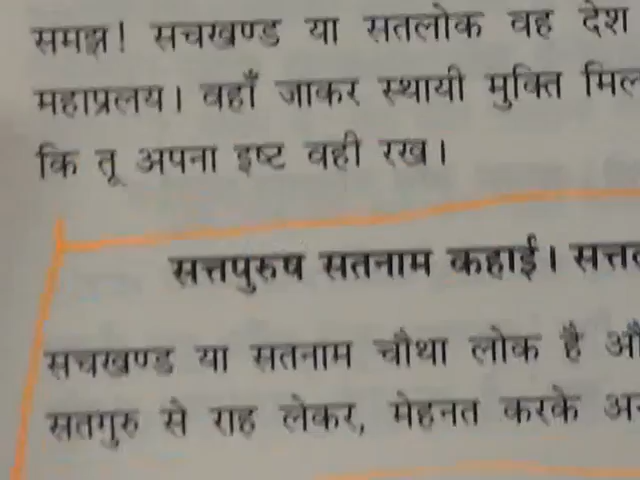 समझ! सचखण्ड या सतलोक वह देश
महाप्रलय। वहाँ जाकर स्थायी मुक्ति
कि तू अपना इष्ट वही रख।
सत्तपुरुष सतनाम कहाई।
सचखण्ड या सतनाम चौथा लोक है
सतगुरु से राह लेकर, मेहनत करके